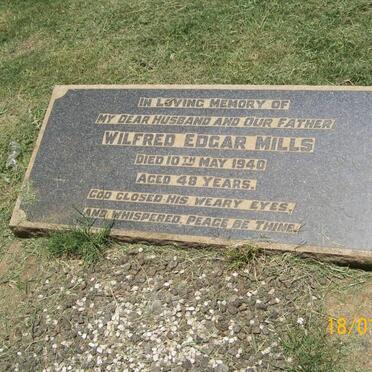 IN LOVING MEMORY OF
MY DEAR HUSBAND AND OUR FATHER
WILFRED EDGAR MILLS
DIED 10TH MAY 1940
AGED 48 YEARS.
GOD CLOSED HIS WEARY EYES,
AND WHISPERED, PEACE BE THINE.
18/0